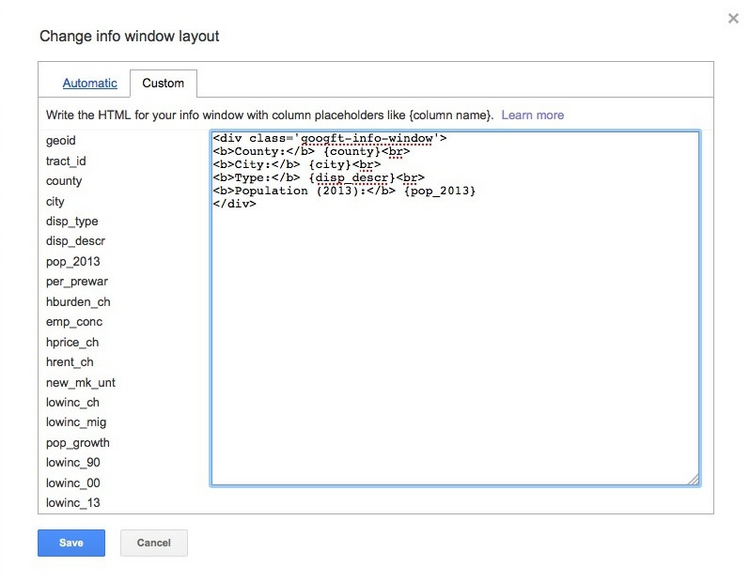 ×
Change info window layout
Automatic Custom
Write the HTML for your info window with column placeholders like {column name}. Learn more
geoid
tract_id
county
city
disp_type
disp_descr
pop_2013
per_prewar
hburden_ch
emp_conc
hprice_ch
hrent_ch
new_mk_unt
lowinc_ch
lowinc_mig
pop_growth
lowinc_90
lowinc_00
lowinc_13
<div class='googft-info-window'>
<b>County:</b> {county}<br>
<b>City:</b> {city}<br>
<b>Type:</b> {disp_descr}<br>
<b>Population (2013):</b> {pop_2013}
</div>
Save Cancel